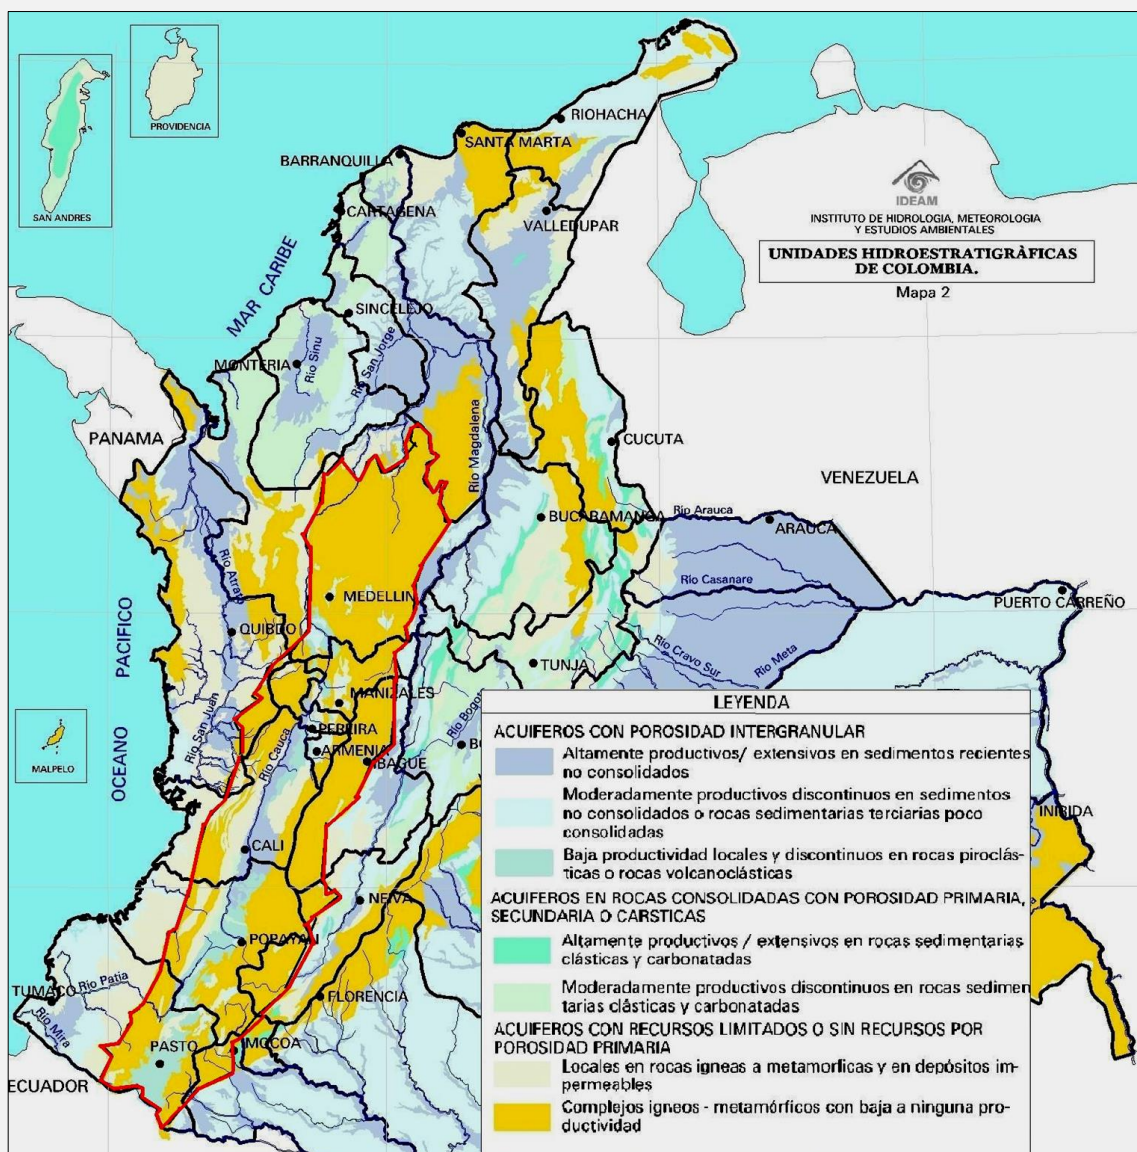 PROVIDENCIA
SAN ANDRES
RIOHACHA
SANTA MARTA
BARRANQUILLA
CARTAGENA
VALLEDUPAR
IDEAM
INSTITUTO DE HIDROLOGIA, METEOROLOGIA
Y ESTUDIOS AMBIENTALES
UNIDADES HIDROESTRATIGRÀFICAS
DE COLOMBIA.
Mapa 2
MAR CARIBE
SINCELEJO
MONTERIA
Rio Sinu
Rio San Jorge
Rio Magdalena
PANAMA
CUCUTA
VENEZUELA
BUCARAMANGA
Rio Arauca
ARAUCA
Rio Casanare
PUERTO CARREÑO
Rio Atrato
MEDELLIN
QUIBDO
OCEANO PACIFICO
TUNJA
Rio Cravo Sur
Rio Meta
MANIZALES
Rio San Juan
PEREIRA
ARMENIA
Rio Cauca
IBAGUE
Rio Bogo
MALPELO
CALI
NEIVA
POPAYAN
Rio Patia
TUMACO
Rio Mira
FLORENCIA
PASTO
MOCOA
ECUADOR
INIRIDA
LEYENDA
ACUIFEROS CON POROSIDAD INTERGRANULAR
Altamente productivos/ extensivos en sedimentos recientes
no consolidados
Moderadamente productivos discontinuos en sedimentos
no consolidados o rocas sedimentarias terciarias poco
consolidadas
Baja productividad locales y discontinuos en rocas piroclás-
ticas o rocas volcanoclásticas
ACUIFEROS EN ROCAS CONSOLIDADAS CON POROSIDAD PRIMARIA,
SECUNDARIA O CARSTICAS
Altamente productivos / extensivos en rocas sedimentarias
clásticas y carbonatadas
Moderadamente productivos discontinuos en rocas sedimen
tarias clásticas y carbonatadas
ACUIFEROS CON RECURSOS LIMITADOS O SIN RECURSOS POR
POROSIDAD PRIMARIA
Locales en rocas igneas a metamorficas y en depósitos im-
permeables
Complejos igneos - metamórficos con baja a ninguna pro-
ductividad